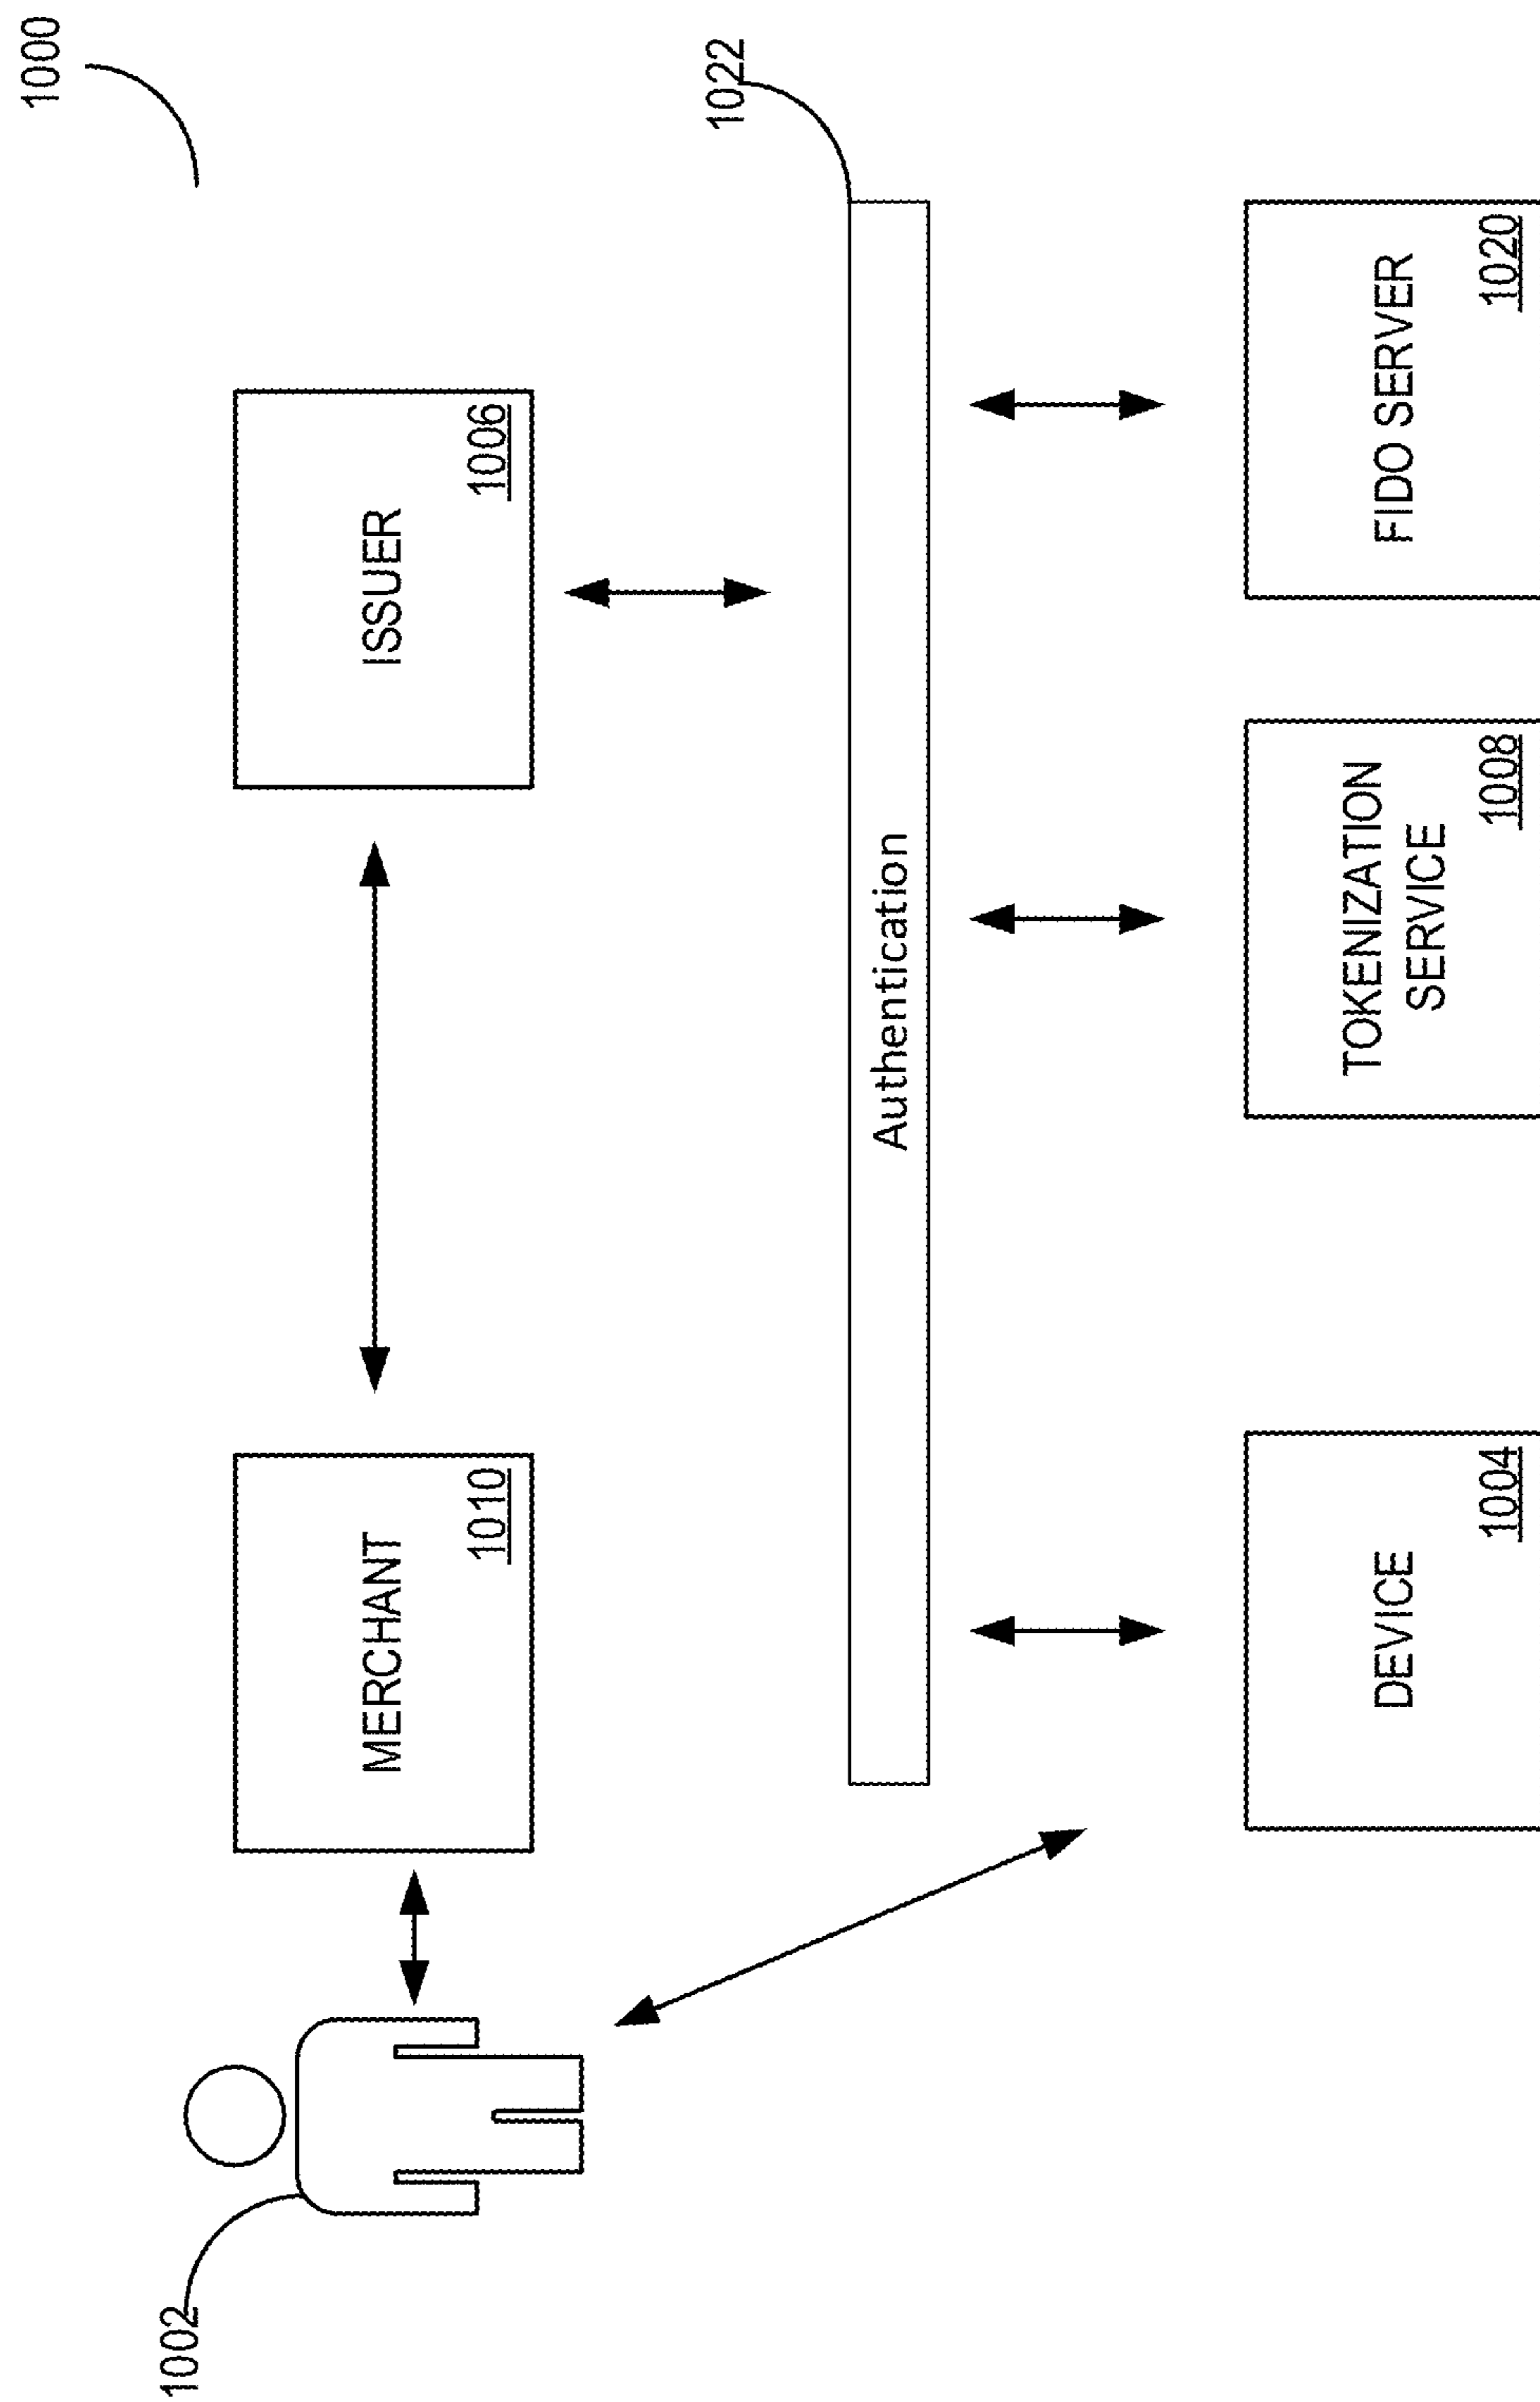 1000
1002
MERCHANT
1010
ISSUER
1006
1022
Authentication
DEVICE
1004
TOKENIZATION
SERVICE
1008
FIDO SERVER
1020